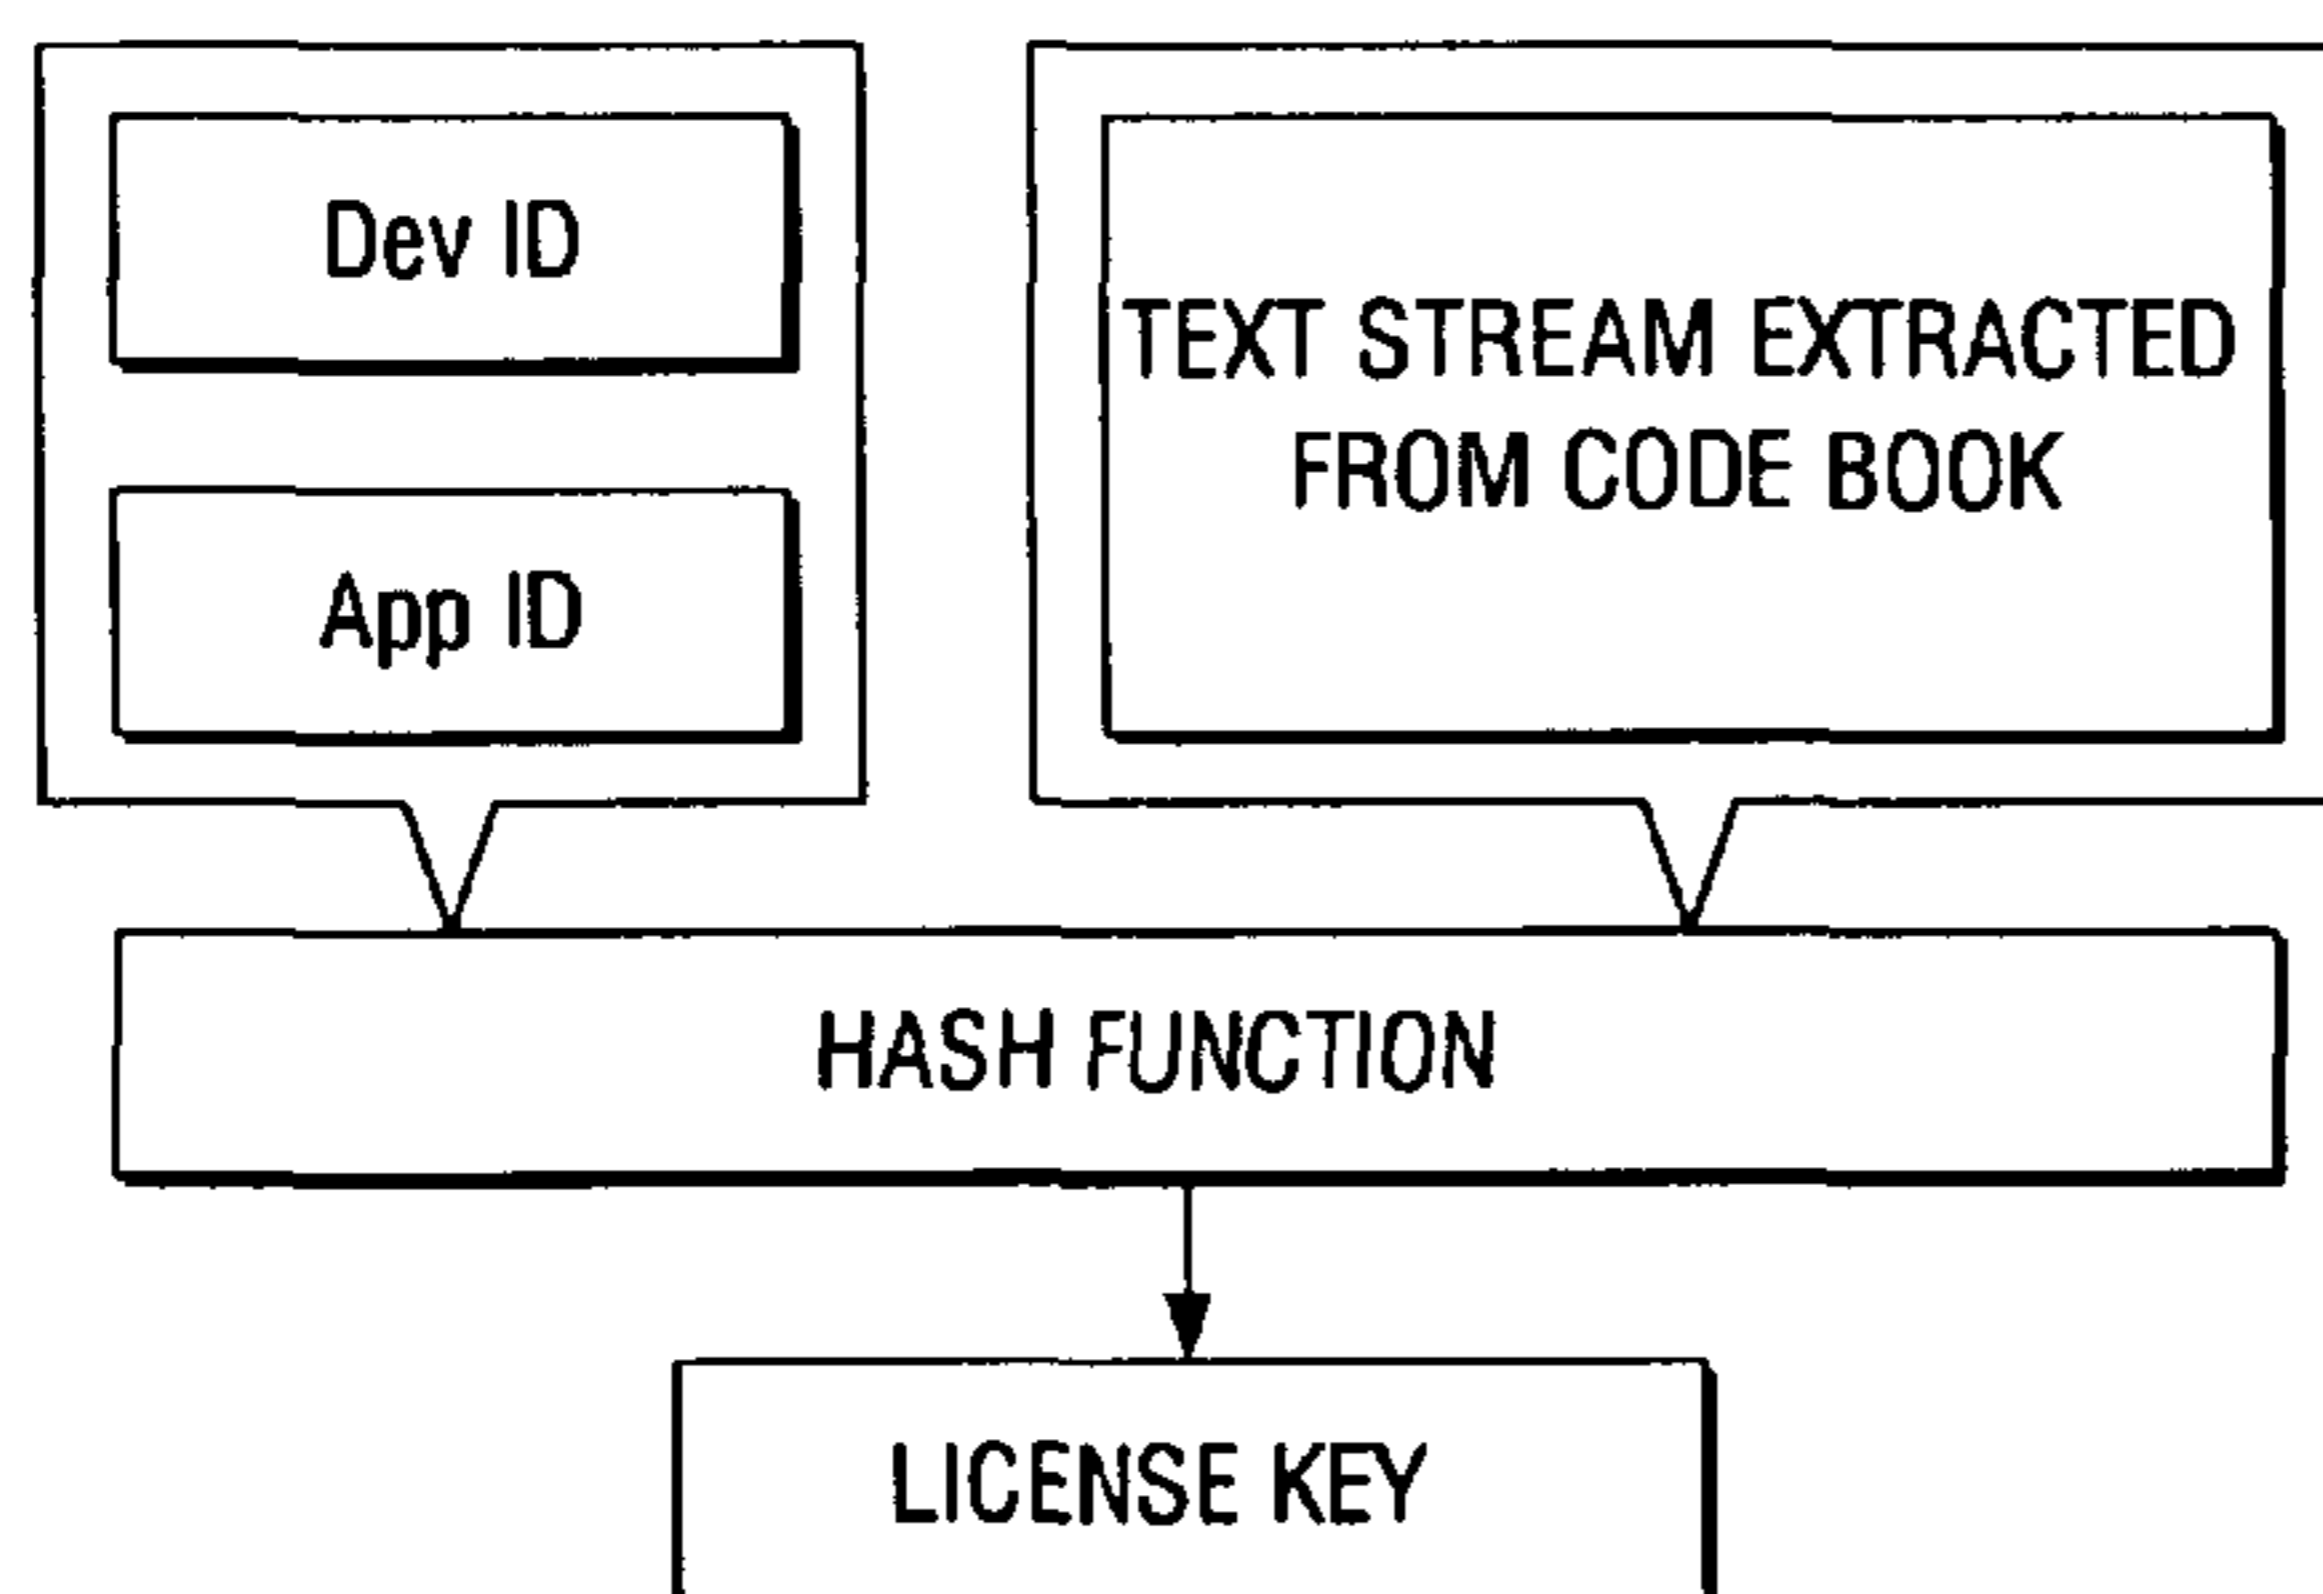 Dev ID
App ID
TEXT STREAM EXTRACTED
FROM CODE BOOK
HASH FUNCTION
LICENSE KEY